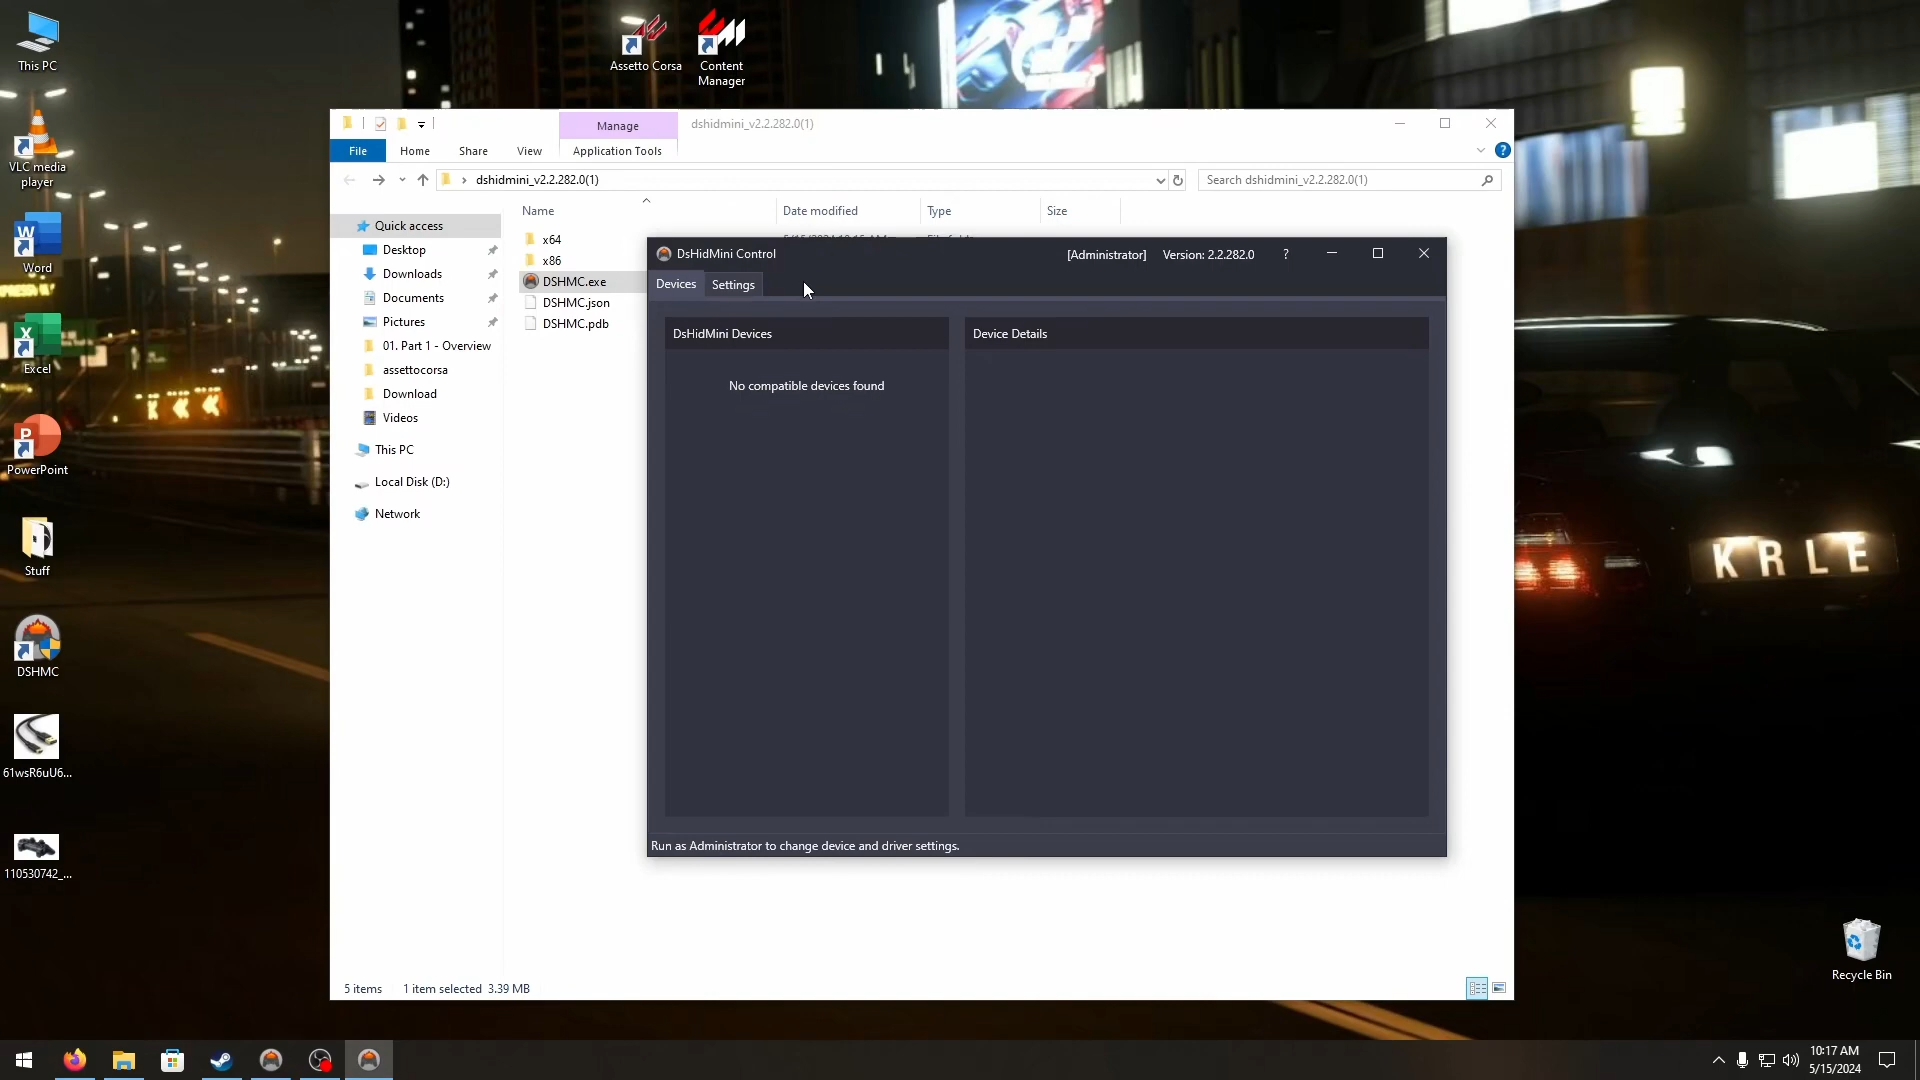 This PC
VLC media
player
Word
Excel
PowerPoint
Stuff
DSHMC
61wsR6uU6...
110530742_...
Assetto Corsa
Content
Manager
Manage
dshidmini_v2.2.282.0(1)
File
Home
Share
View
Application Tools
dshidmini_v2.2.282.0(1)
Search dshidmini_v2.2.282.0(1)
Name
Date modified
Type
Size
Quick access
Desktop
Downloads
Documents
Pictures
01. Part 1 - Overview
assettocorsa
Download
Videos
This PC
Local Disk (D:)
Network
x64
x86
DSHMC.exe
DSHMC.json
DSHMC.pdb
DsHidMini Control
[Administrator]
Version: 2.2.282.0
?
Devices
Settings
DsHidMini Devices
Device Details
No compatible devices found
Run as Administrator to change device and driver settings.
5 items
1 item selected 3.39 MB
KRLE
Recycle Bin
10:17 AM
5/15/2024